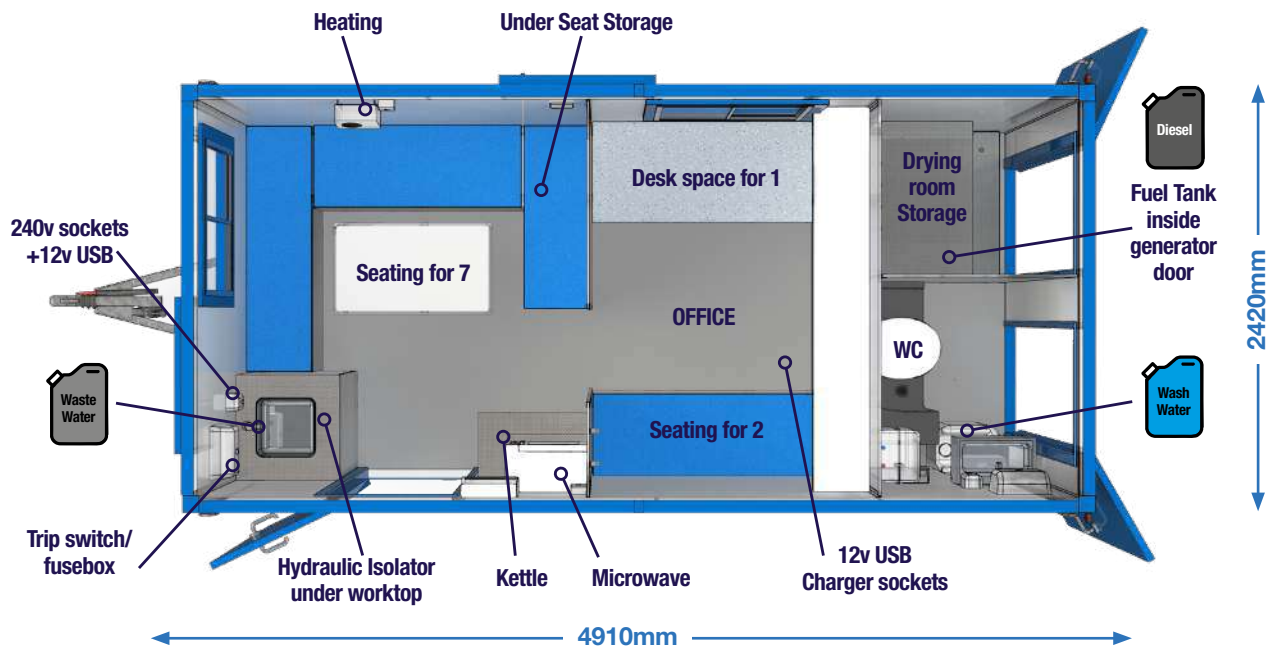 Heating
Under Seat Storage
Diesel
Desk space for 1
Drying
room
Storage
Fuel Tank
inside
generator
door
240v sockets
+12v USB
Seating for 7
OFFICE
WC
2420mm
Waste
Water
Wash
Water
Seating for 2
Trip switch/
fusebox
Hydraulic Isolator
under worktop
Kettle
Microwave
12v USB
Charger sockets
4910mm